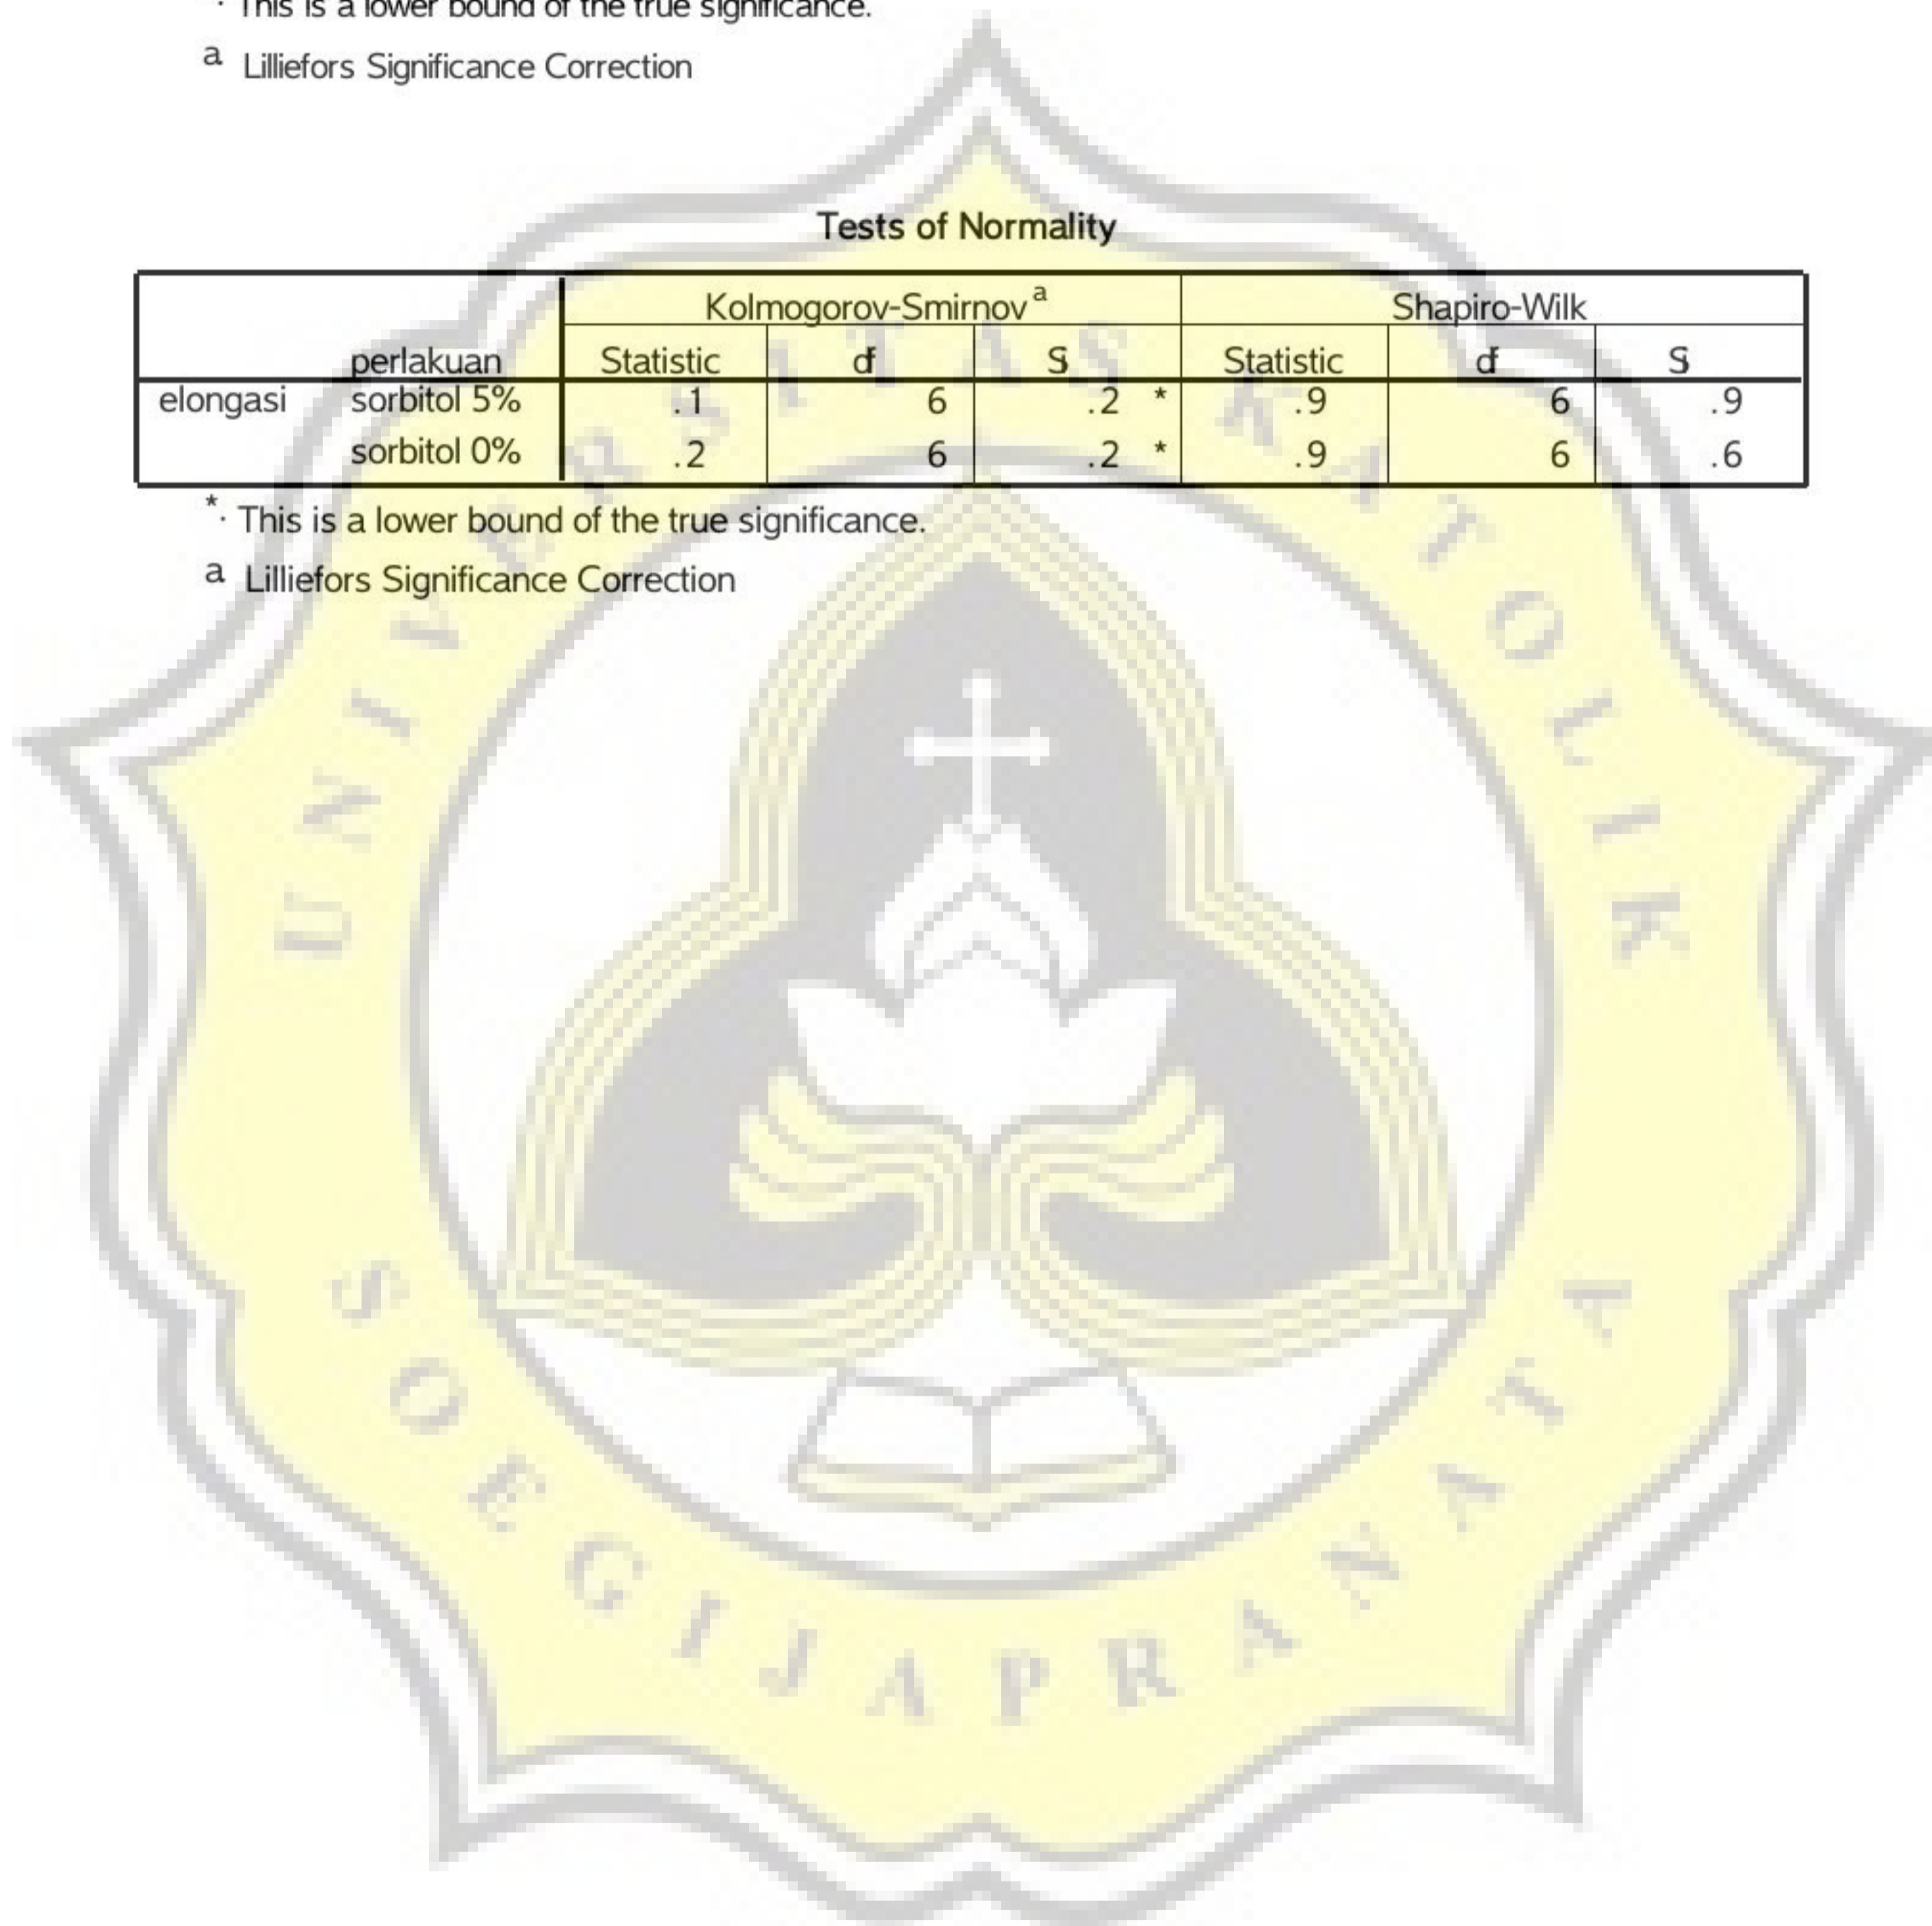 *. This is a lower bound of the true significance.
a Lilliefors Significance Correction
Tests of Normality
Kolmogorov-Smirnov a Shapiro-Wilk
perlakuan Statistic df Si Statistic df Si
elongasi sorbitol 5% .1 6 .2 * .9 6 .9
sorbitol 0% .2 6 .2 * .9 6 .6
*. This is a lower bound of the true significance.
a Lilliefors Significance Correction
UNIVERSITAS KATOLIK
SOEGIJAPRANATA